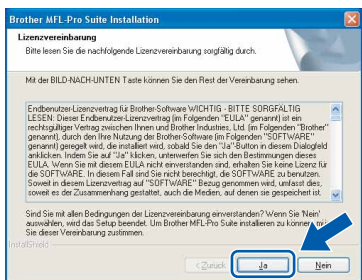 Brother MFL-Pro Suite Installation
Lizenzvereinbarung
Bitte lesen Sie die nachfolgende Lizenzvereinbarung sorgfältig durch.
Mit der BILD-NACH-UNTEN Taste können Sie den Rest der Vereinbarung sehen.
Endbenutzer-Lizenzvertrag für Brother-Software WICHTIG - BITTE SORGFÄLTIG
LESEN: Dieser Endbenutzer-Lizenzvertrag (im Folgenden "EULA" genannt) ist ein
rechtsgültiger Vertrag zwischen Ihnen und Brother Industries, Ltd. (im Folgenden "Brother"
genannt), durch den Ihre Nutzung der Brother-Software (im Folgenden "SOFTWARE"
genannt) geregelt wird, die installiert wird, sobald Sie den "Ja"-Button in diesem Dialogfeld
anklicken. Indem Sie auf "Ja" klicken, unterwerfen Sie sich den Bestimmungen dieses
EULA. Wenn Sie mit diesem EULA nicht einverstanden sind, erhalten Sie keine Lizenz für
die SOFTWARE. In diesem Fall sind Sie nicht berechtigt, die SOFTWARE zu benutzen.
Soweit in diesem Lizenzvertrag auf "SOFTWARE" Bezug genommen wird, umfasst dies,
soweit es der Zusammenhang gestattet, auch die Medien, auf denen sie gespeichert ist.
Sind Sie mit allen Bedingungen der Lizenzvereinbarung einverstanden? Wenn Sie 'Nein'
auswählen, wird das Setup beendet. Um Brother MFL-Pro Suite installieren zu können,
Sie dieser Vereinbarung zustimmen.
InstallShield
< Zurück
Ja
Nein